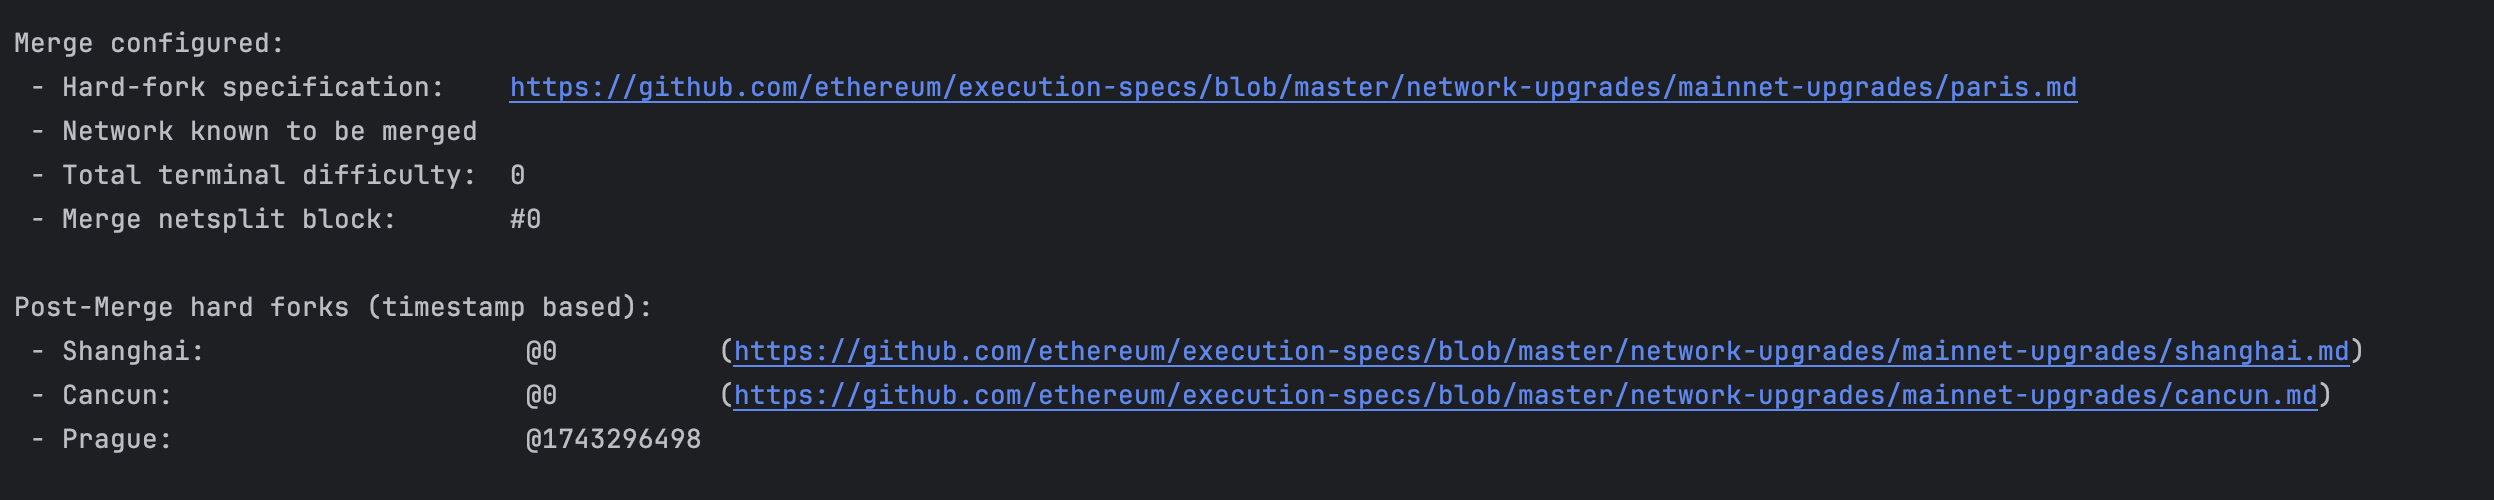 Merge configured:
 - Hard-fork specification:    https://github.com/ethereum/execution-specs/blob/master/network-upgrades/mainnet-upgrades/paris.md
 - Network known to be merged
 - Total terminal difficulty:  0
 - Merge netsplit block:       #0

Post-Merge hard forks (timestamp based):
 - Shanghai:                    @0          (https://github.com/ethereum/execution-specs/blob/master/network-upgrades/mainnet-upgrades/shanghai.md)
 - Cancun:                      @0          (https://github.com/ethereum/execution-specs/blob/master/network-upgrades/mainnet-upgrades/cancun.md)
 - Prague:                      @1743296498